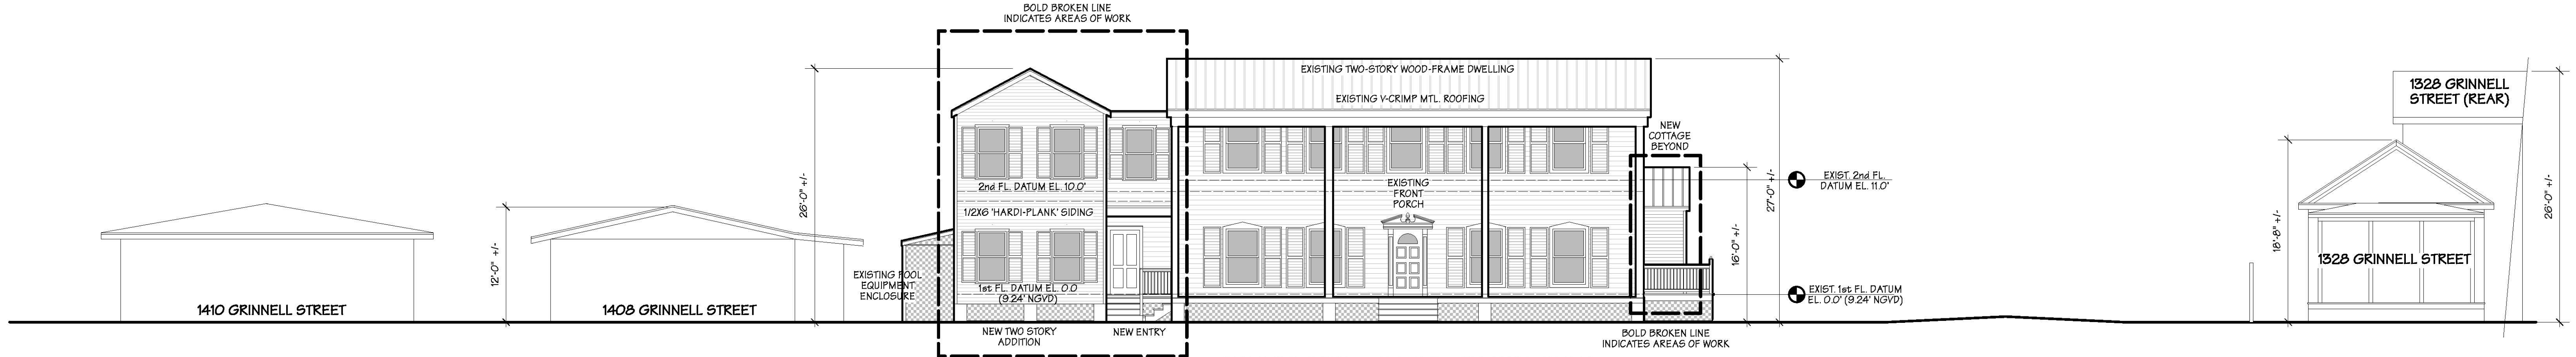 BOLD BROKEN LINE
INDICATES AREAS OF WORK
EXISTING TWO-STORY WOOD-FRAME DWELLING
EXISTING V-CRIMP MTL. ROOFING
1328 GRINNELL
STREET (REAR)
NEW
COTTAGE
BEYOND
26'-0" +/-
27'-0" +/-
26'-0" +/-
2nd FL. DATUM EL. 10.0'
EXISTING
FRONT
PORCH
EXIST. 2nd FL.
DATUM EL. 11.0'
1/2X6 'HARDI-PLANK' SIDING
12'-0" +/-
16'-0" +/-
18'-8" +/-
1328 GRINNELL STREET
EXISTING POOL
EQUIPMENT
ENCLOSURE
1st FL. DATUM EL. 0.0
(9.24' NGVD)
EXIST. 1st FL. DATUM
EL. 0.0' (9.24' NGVD)
1410 GRINNELL STREET
1408 GRINNELL STREET
NEW TWO STORY
ADDITION
NEW ENTRY
BOLD BROKEN LINE
INDICATES AREAS OF WORK